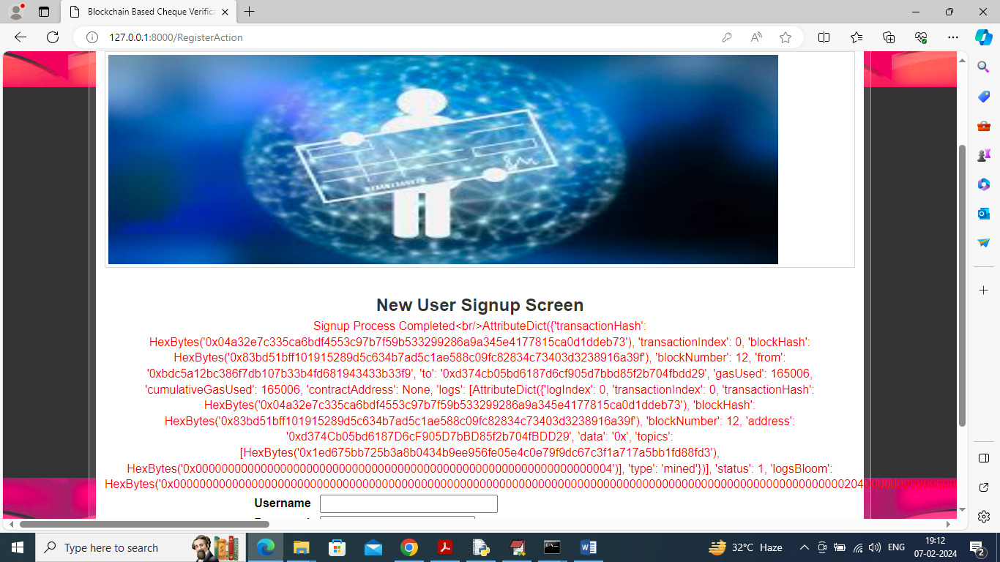 Blockchain Based Cheque Verifica
127.0.0.1:8000/RegisterAction
New User Signup Screen
Signup Process Completed<br/>AttributeDict({'transactionHash':
HexBytes('0x04a32e7c335ca6bdf4553c97b7f59b533299286a9a345e4177815ca0d1ddeb73'), 'transactionIndex': 0, 'blockHash':
HexBytes('0x83bd51bff101915289d5c634b7ad5c1ae588c09fc82834c73403d3238916a39f'), 'blockNumber': 12, 'from':
'0xbdc5a12bc386f7db107b33b4fd681943433b33f9', 'to': '0xd374cb05bd6187d6cf905d7bbd85f2b704fbdd29', 'gasUsed': 165006,
'cumulativeGasUsed': 165006, 'contractAddress': None, 'logs': [AttributeDict({'logIndex': 0, 'transactionIndex': 0, 'transactionHash':
HexBytes('0x04a32e7c335ca6bdf4553c97b7f59b533299286a9a345e4177815ca0d1ddeb73'), 'blockHash':
HexBytes('0x83bd51bff101915289d5c634b7ad5c1ae588c09fc82834c73403d3238916a39f'), 'blockNumber': 12, 'address':
'0xd374Cb05bd6187D6cF905D7bBD85f2b704fBDD29', 'data': '0x', 'topics':
[HexBytes('0x1ed675bb725b3a8b0434b9ee956fe05e4c0e79f9dc67c3f1a717a5bb1fd88fd3'),
HexBytes('0x0000000000000000000000000000000000000000000000000000000000000004')], 'type': 'mined'})], 'status': 1, 'logsBloom':
Username
Type here to search
32°C Haze
ENG
19:12
07-02-2024
2